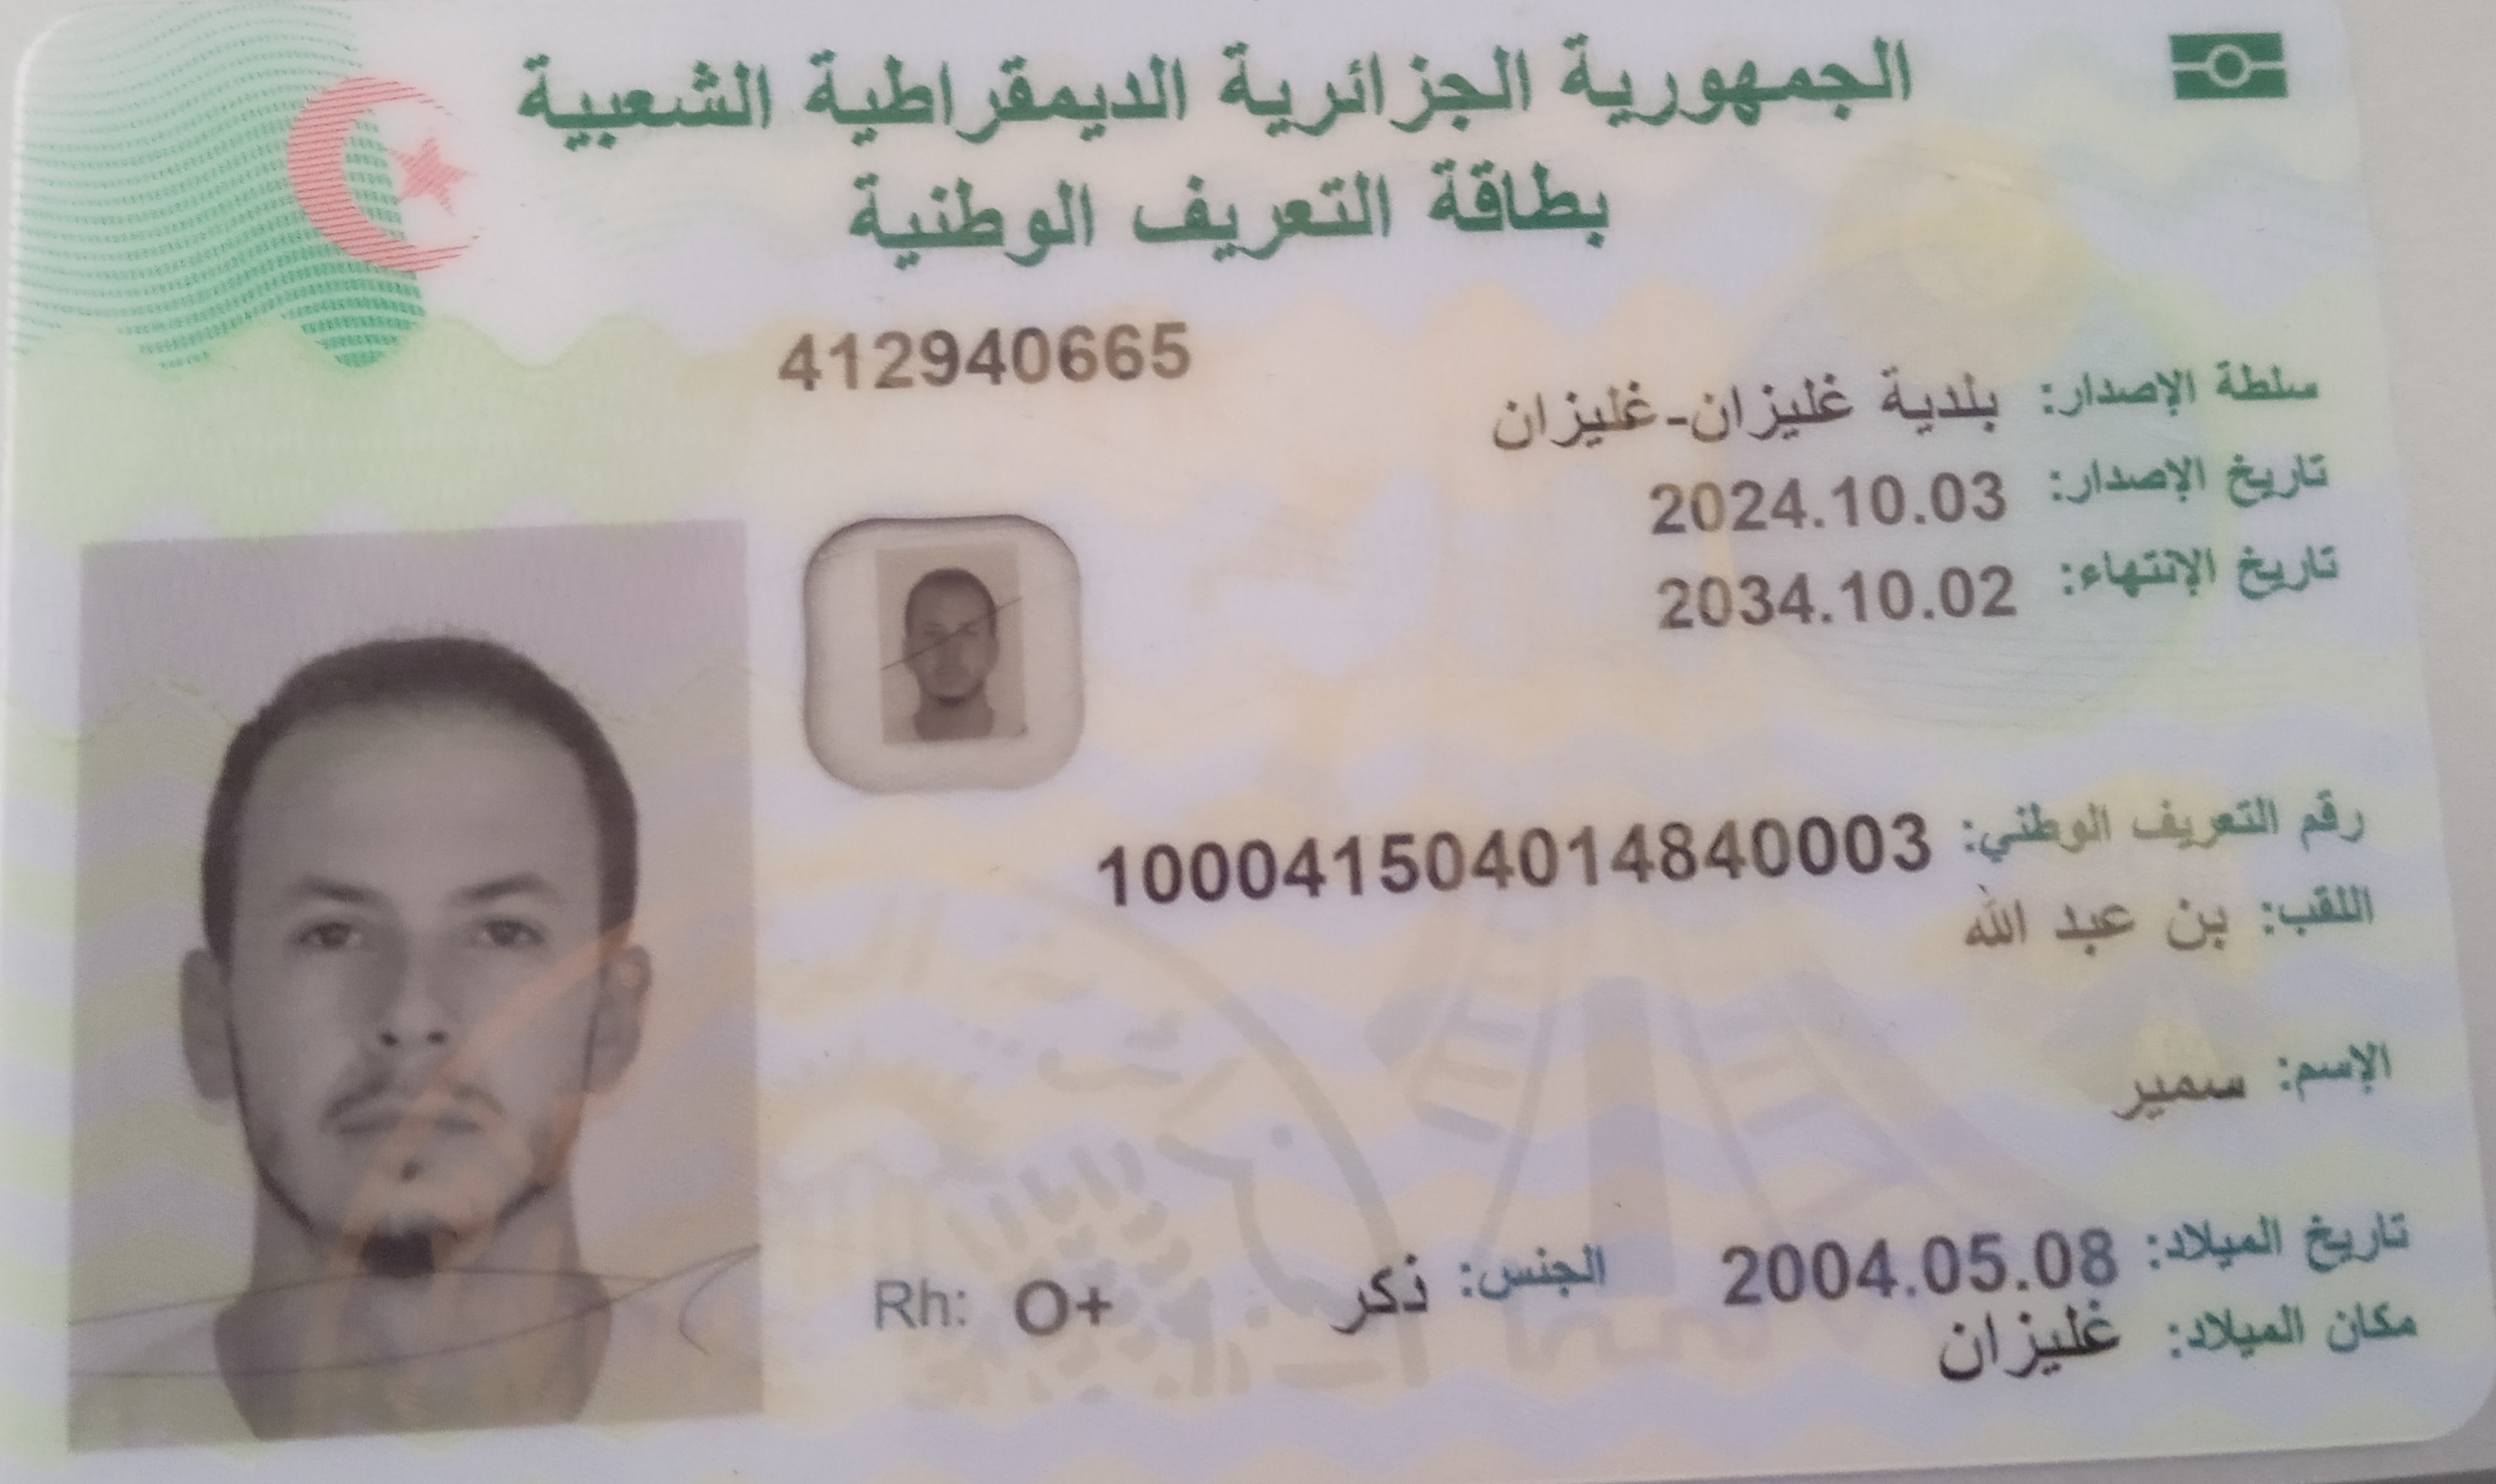 الجمهورية الجزائرية الديمقراطية الشعبية
بطاقة التعريف الوطنية
412940665
سلطة الإصدار: بلدية غليزان-غليزان
تاريخ الإصدار: 2024.10.03
تاريخ الإنتهاء: 2034.10.02
رقم التعريف الوطني: 100041504014840003
اللقب: بن عبد الله
الإسم: سمير
تاريخ الميلاد: 2004.05.08 الجنس: ذكر Rh: O+
مكان الميلاد: غليزان